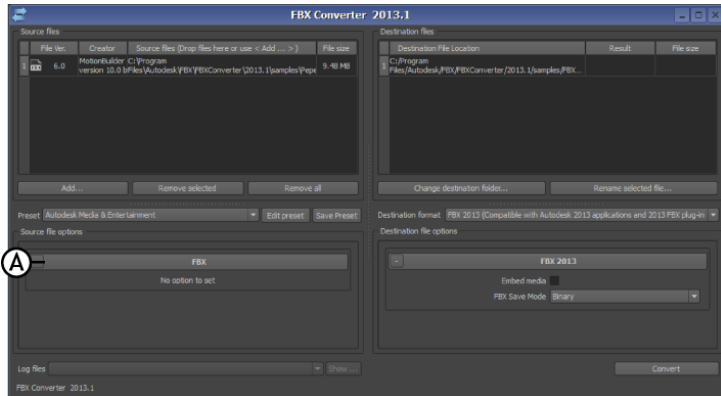 FBX Converter 2013.1
Source files
File Ver. Creator Source files (Drop files here or use < Add ... > ) File size
1 6.0 MotionBuilder version 10.0 b C:\Program Files\Autodesk\FBX\FBXConverter\2013.1\samples\Pepe 9.48 MB
Add... Remove selected Remove all
Destination files
Destination File Location Result File size
1 C:/Program
Files/Autodesk/FBX/FBXConverter/2013.1/samples/FBX...
Change destination folder... Rename selected file...
Preset Autodesk Media & Entertainment Edit preset Save Preset
Destination format FBX 2013 (Compatible with Autodesk 2013 applications and 2013 FBX plug-in
Source file options
A FBX
No option to set
Destination file options
- FBX 2013
Embed media
FBX Save Mode Binary
Log files Show ...
Convert
FBX Converter 2013.1